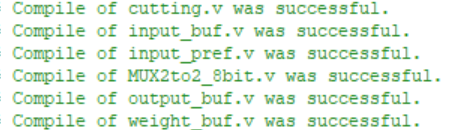 # Compile of cutting.v was successful.
# Compile of input_buf.v was successful.
# Compile of input_pref.v was successful.
# Compile of MUX2to2_8bit.v was successful.
# Compile of output_buf.v was successful.
# Compile of weight_buf.v was successful.